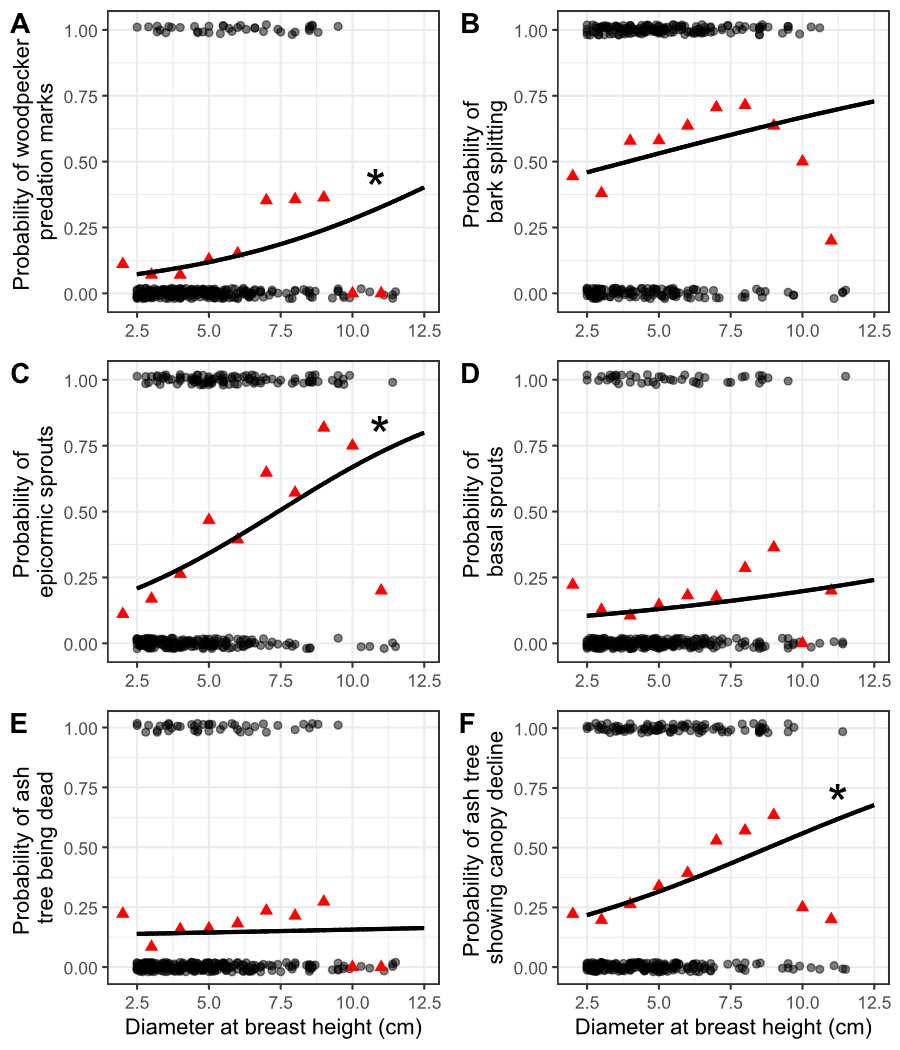 A
Probability of woodpecker
predation marks
1.00
0.75
0.50
0.25
0.00
*
2.5 5.0 7.5 10.0 12.5
B
Probability of
bark splitting
1.00
0.75
0.50
0.25
0.00
2.5 5.0 7.5 10.0 12.5
C
Probability of
epicormic sprouts
1.00
0.75
0.50
0.25
0.00
*
2.5 5.0 7.5 10.0 12.5
D
Probability of
basal sprouts
1.00
0.75
0.50
0.25
0.00
2.5 5.0 7.5 10.0 12.5
E
Probability of ash
tree being dead
1.00
0.75
0.50
0.25
0.00
2.5 5.0 7.5 10.0 12.5
Diameter at breast height (cm)
F
Probability of ash tree
showing canopy decline
1.00
0.75
0.50
0.25
0.00
*
2.5 5.0 7.5 10.0 12.5
Diameter at breast height (cm)